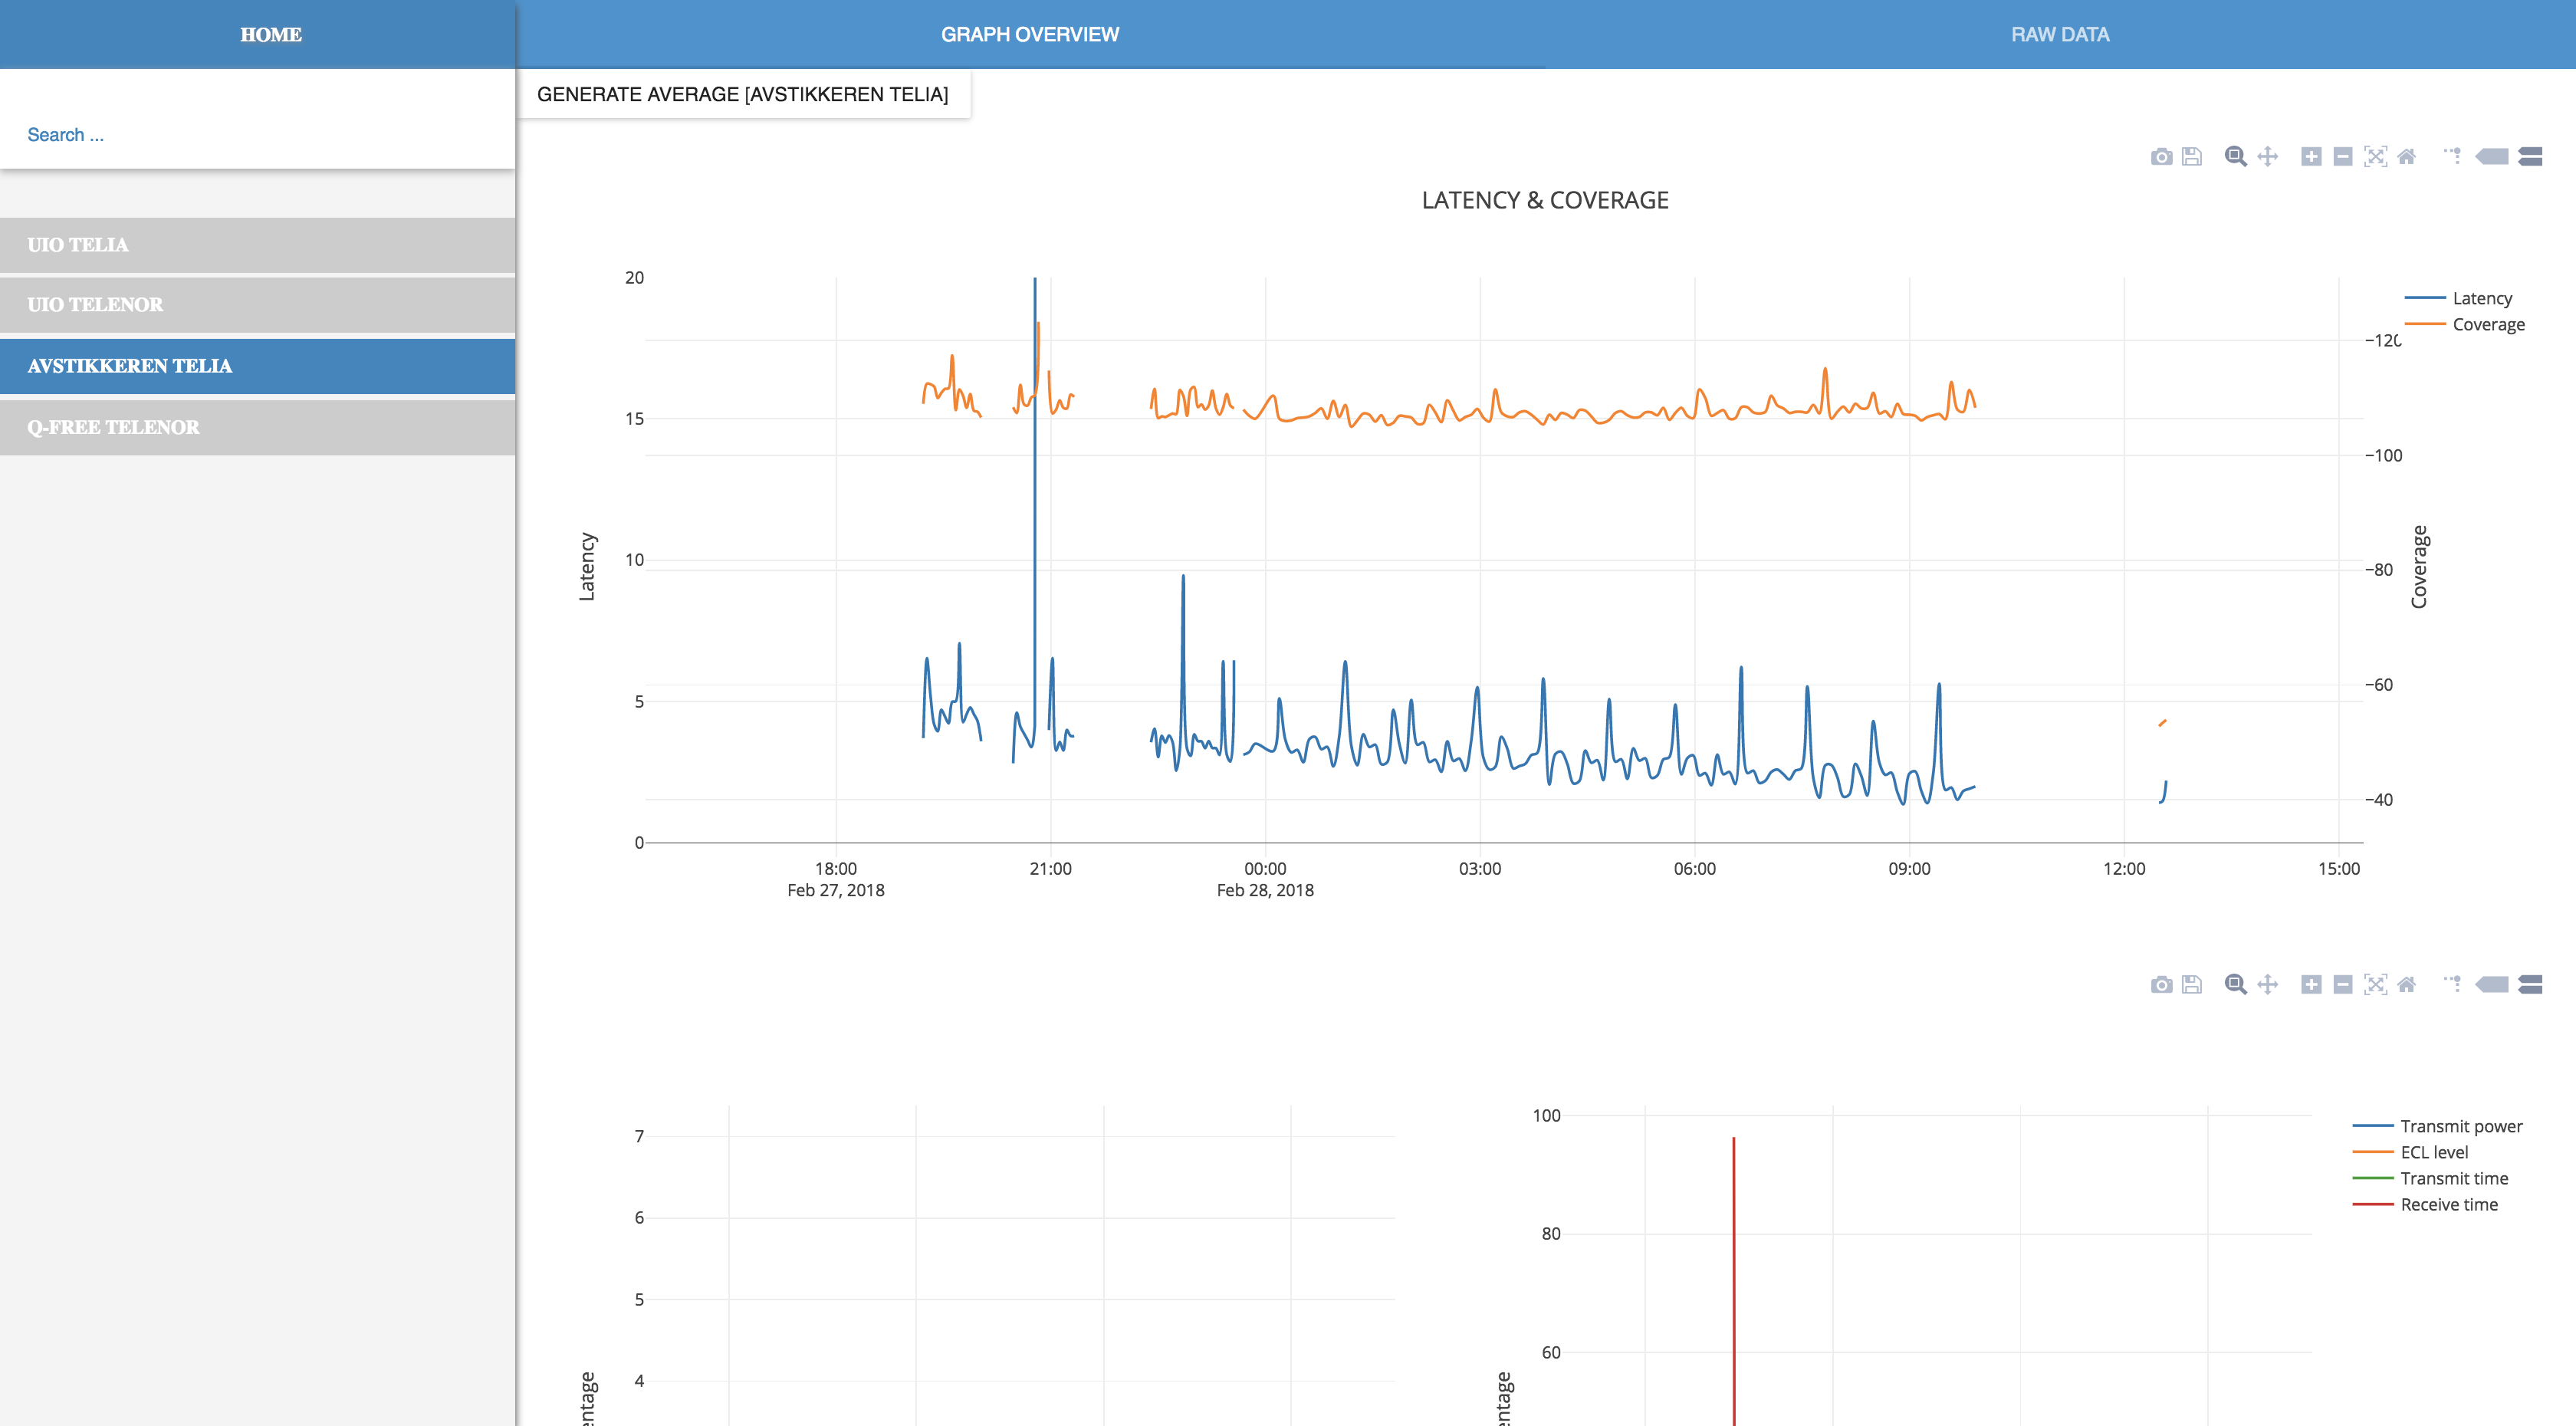 HOME
GRAPH OVERVIEW
RAW DATA
GENERATE AVERAGE [AVSTIKKEREN TELIA]
Search ...
UIO TELIA
UIO TELENOR
AVSTIKKEREN TELIA
Q-FREE TELENOR
LATENCY & COVERAGE
20
15
10
5
0
Latency
−120
−100
−80
−60
−40
Coverage
Latency
Coverage
18:00
Feb 27, 2018
21:00
00:00
Feb 28, 2018
03:00
06:00
09:00
12:00
15:00
7
6
5
4
entage
100
80
60
entage
Transmit power
ECL level
Transmit time
Receive time